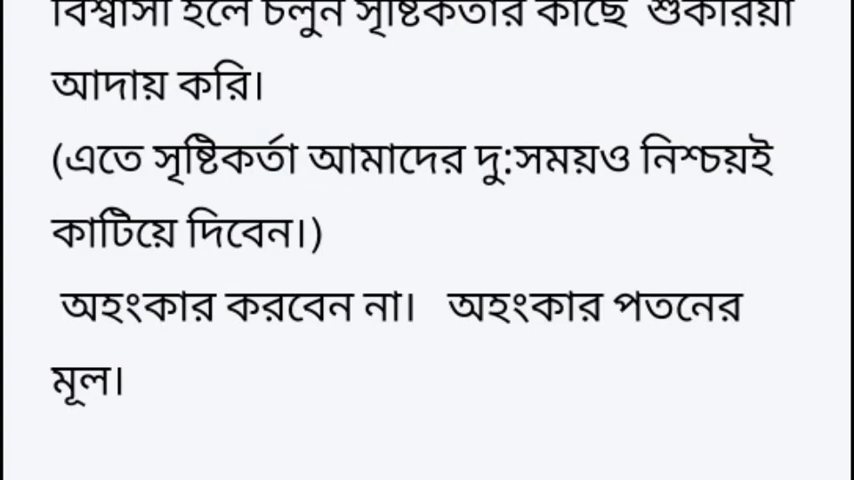 বিশ্বাসী হলে চলুন সৃষ্টিকর্তার কাছে শুকরিয়া
আদায় করি।
(এতে সৃষ্টিকর্তা আমাদের দু:সময়ও নিশ্চয়ই
কাটিয়ে দিবেন।)
অহংকার করবেন না। অহংকার পতনের
মূল।